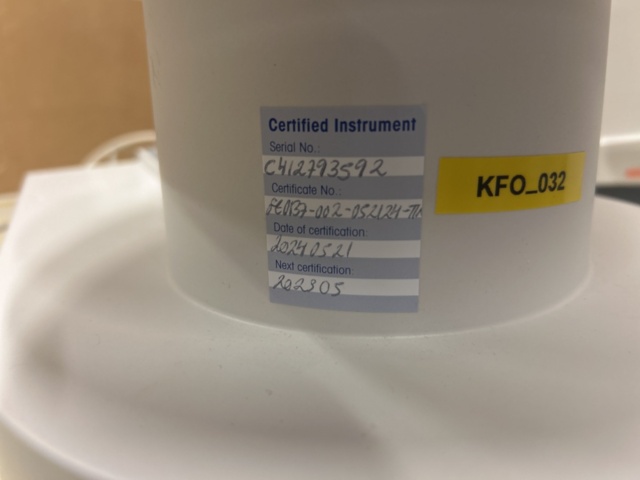 Certified Instrument
Serial No.:
C412793592
Certificate No.:
Date of certification:
20240521
Next certification:
KFO_032